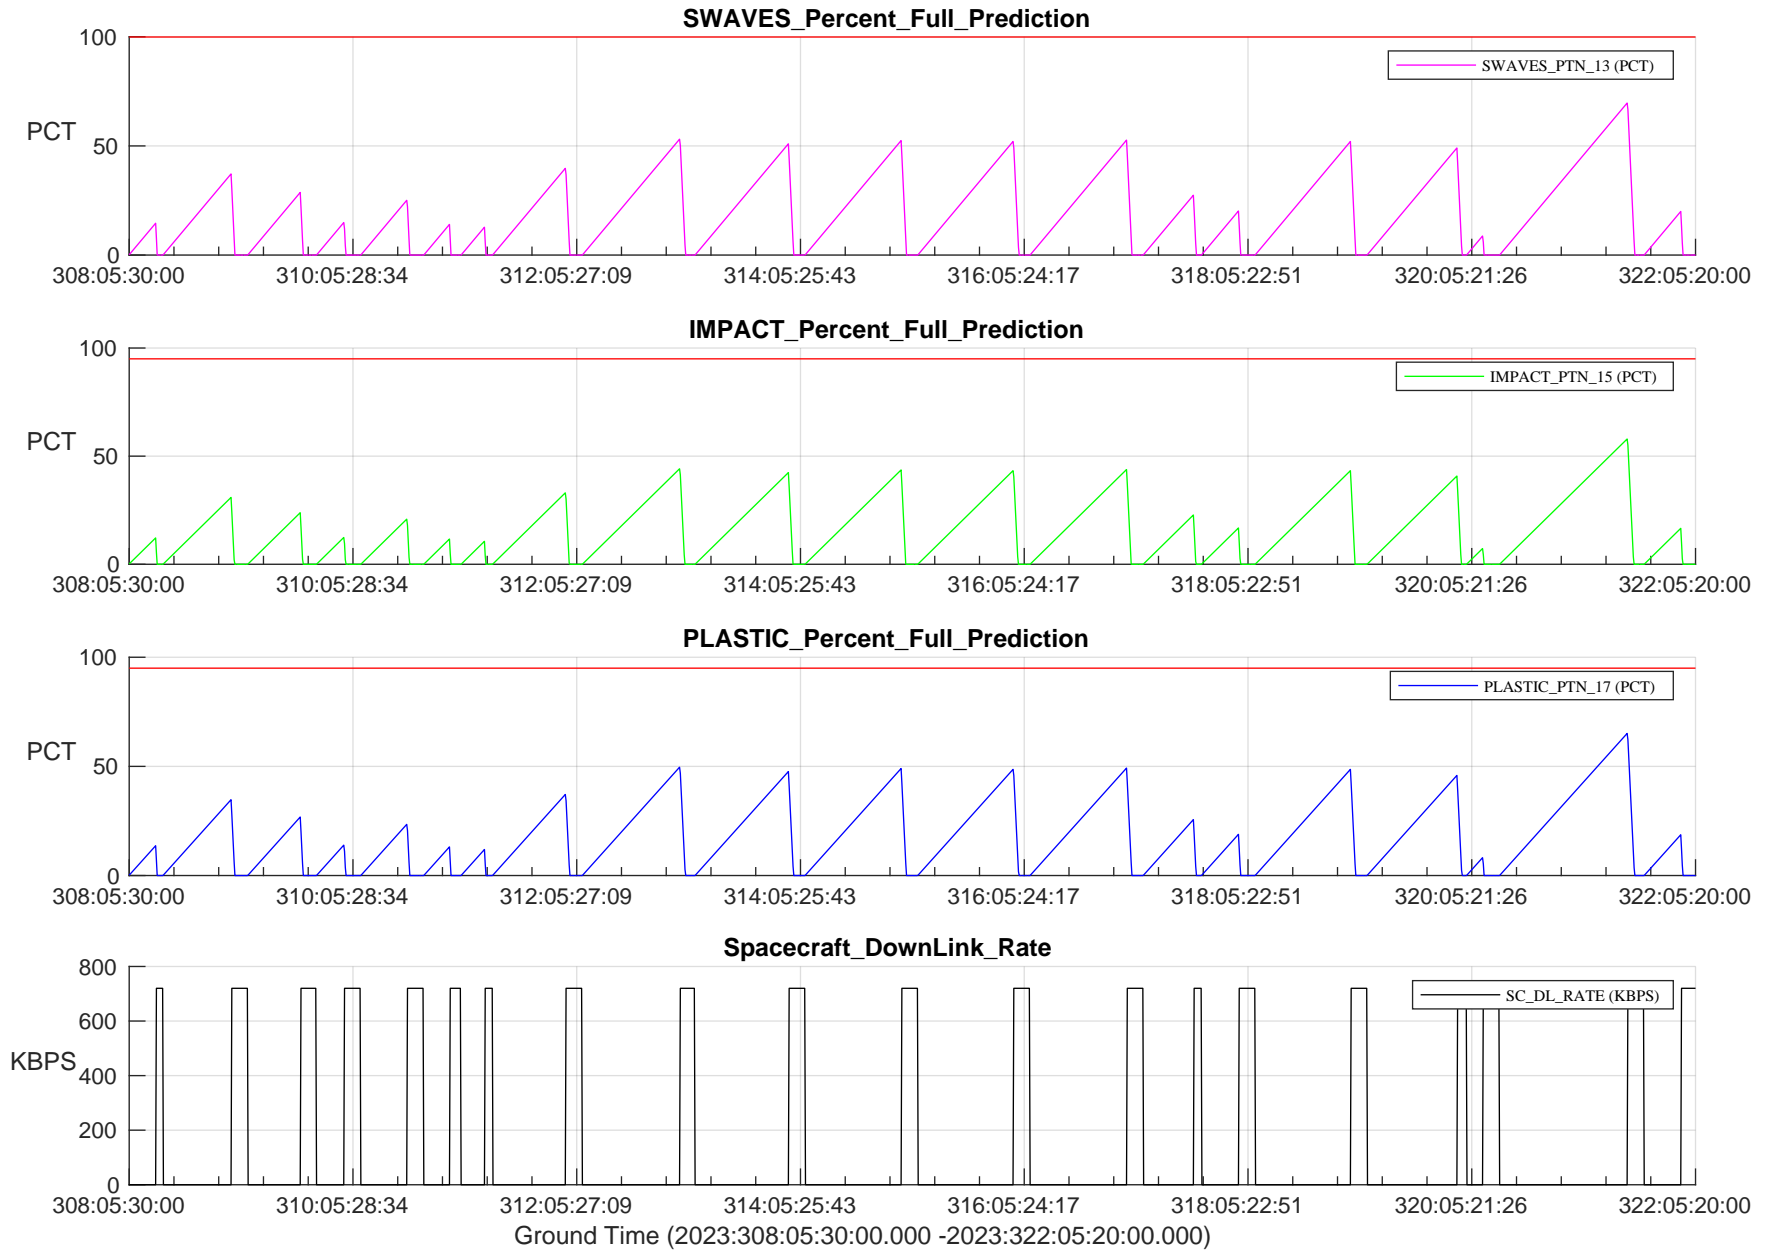 SWAVES_Percent_Full_Prediction
100
SWAVES_PTN_13 (PCT)
PCT
50
0
308:05:30:00 310:05:28:34 312:05:27:09 314:05:25:43 316:05:24:17 318:05:22:51 320:05:21:26 322:05:20:00
IMPACT_Percent_Full_Prediction
100
IMPACT_PTN_15 (PCT)
PCT
50
0
308:05:30:00 310:05:28:34 312:05:27:09 314:05:25:43 316:05:24:17 318:05:22:51 320:05:21:26 322:05:20:00
PLASTIC_Percent_Full_Prediction
100
PLASTIC_PTN_17 (PCT)
PCT
50
0
308:05:30:00 310:05:28:34 312:05:27:09 314:05:25:43 316:05:24:17 318:05:22:51 320:05:21:26 322:05:20:00
Spacecraft_DownLink_Rate
800
SC_DL_RATE (KBPS)
600
KBPS
400
200
0
308:05:30:00 310:05:28:34 312:05:27:09 314:05:25:43 316:05:24:17 318:05:22:51 320:05:21:26 322:05:20:00
Ground Time (2023:308:05:30:00.000 -2023:322:05:20:00.000)